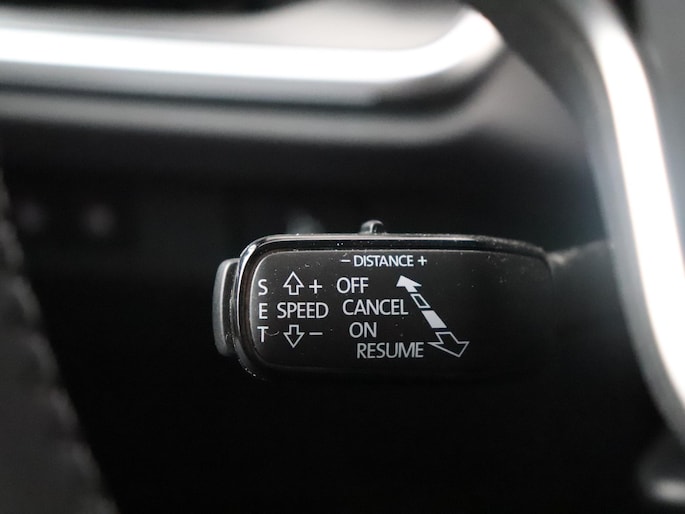 − DISTANCE +
S + OFF
E SPEED CANCEL
T − ON
RESUME